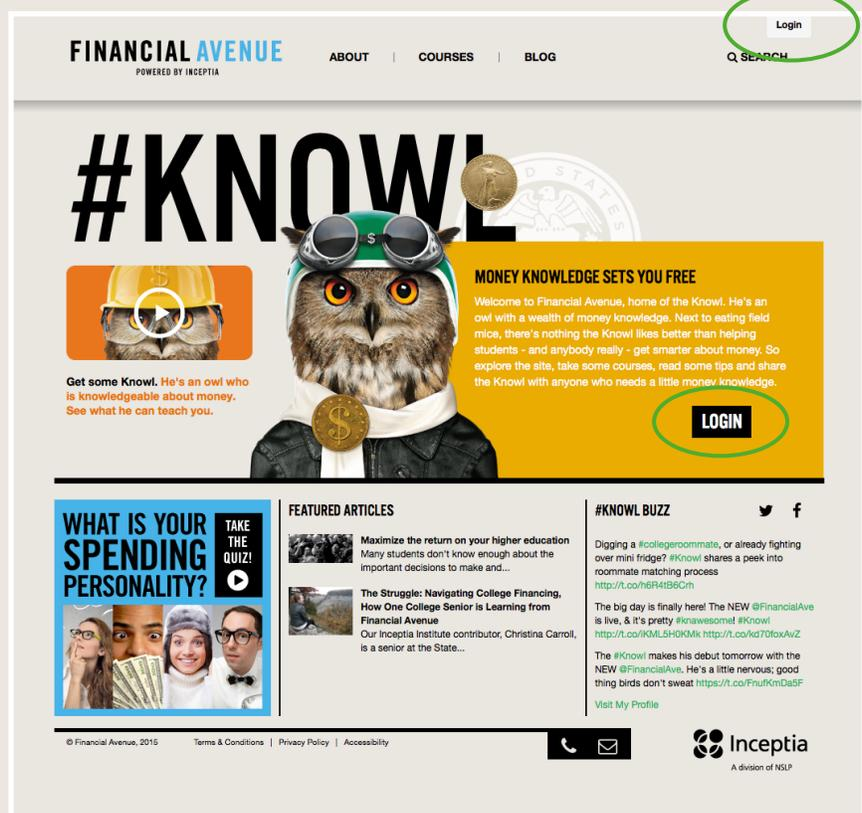 Login
FINANCIAL AVENUE
POWERED BY INCEPTIA
ABOUT | COURSES | BLOG
SEARCH
#KNOWL
D STATES
$
$
MONEY KNOWLEDGE SETS YOU FREE
Welcome to Financial Avenue, home of the Knowl. He's an
owl with a wealth of money knowledge. Next to eating field
mice, there's nothing the Knowl likes better than helping
students - and anybody really - get smarter about money. So
explore the site, take some courses, read some tips and share
the Knowl with anyone who needs a little money knowledge.
LOGIN
Get some Knowl. He's an owl who
is knowledgeable about money.
See what he can teach you.
$
WHAT IS YOUR
SPENDING
PERSONALITY?
TAKE
THE
QUIZ!
FEATURED ARTICLES
Maximize the return on your higher education
Many students don't know enough about the
important decisions to make and...
The Struggle: Navigating College Financing,
How One College Senior is Learning from
Financial Avenue
Our Inceptia Institute contributor, Christina Carroll,
is a senior at the State...
#KNOWL BUZZ
Digging a #collegeroommate, or already fighting
over mini fridge? #Knowl shares a peek into
roommate matching process
http://t.co/h6R4tB6Crh
The big day is finally here! The NEW @FinancialAve
is live, & it's pretty #knawesome! #Knowl
http://t.co/iKML5H0KMk http://t.co/kd70foxAvZ
The #Knowl makes his debut tomorrow with the
NEW @FinancialAve. He's a little nervous; good
thing birds don't sweat https://t.co/FnufKmDa5F
Visit My Profile
© Financial Avenue, 2015 Terms & Conditions | Privacy Policy | Accessibility
Inceptia
A division of NSLP